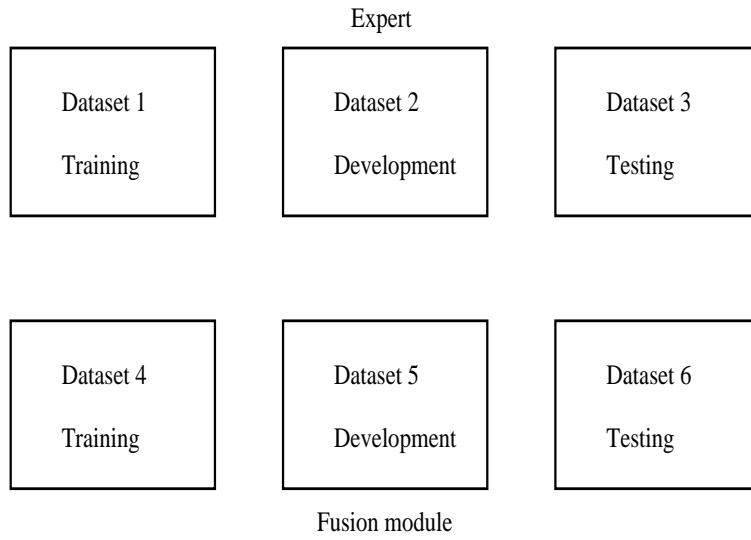 Expert
Dataset 1
Dataset 2
Dataset 3
Training
Development
Testing
Dataset 4
Dataset 5
Dataset 6
Training
Development
Testing
Fusion module